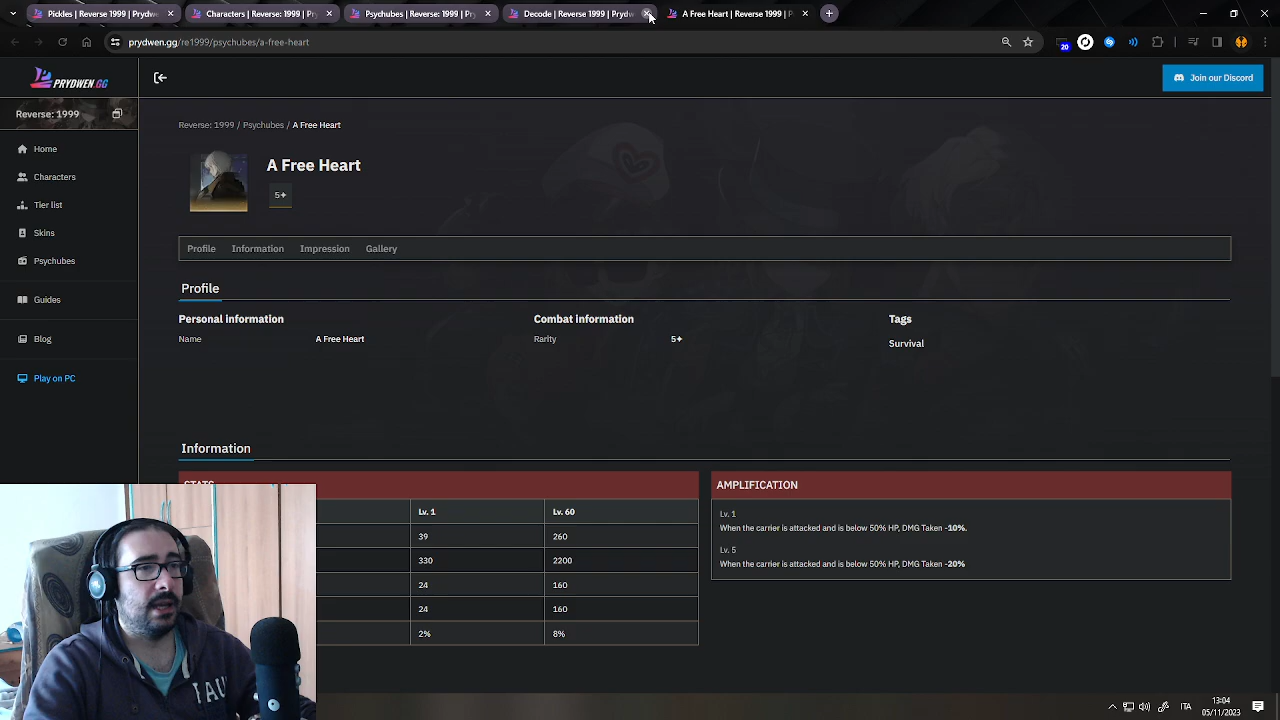 Pickles | Reverse 1999 | Prydw
Characters | Reverse 1999 | Pry
Psychubes | Reverse 1999 | Pry
Decode | Reverse 1999 | Prydw
A Free Heart | Reverse 1999 | P
prydwen.gg/re1999/psychubes/a-free-heart
20
PRYDWEN.GG
Join our Discord
Reverse: 1999
Home
Characters
Tier list
Skins
Psychubes
Guides
Blog
Play on PC
Reverse: 1999 / Psychubes / A Free Heart
A Free Heart
5✦
Profile Information Impression Gallery
Profile
Personal information
Name A Free Heart
Combat information
Rarity 5✦
Tags
Survival
Information
STATS
Lv. 1 Lv. 60
39 260
330 2200
24 160
24 160
2% 8%
AMPLIFICATION
Lv. 1
When the carrier is attacked and is below 50% HP, DMG Taken -10%.
Lv. 5
When the carrier is attacked and is below 50% HP, DMG Taken -20%
ITA
13:04
05/11/2023